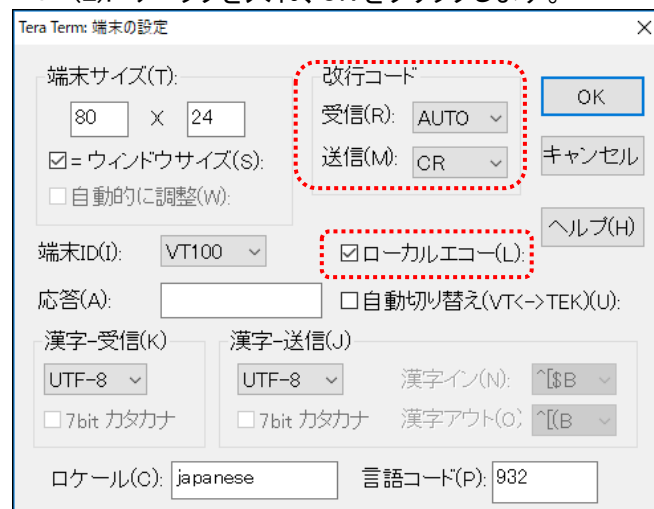 Tera Term: 端末の設定
端末サイズ(T):
80 X 24
=ウィンドウサイズ(S):
自動的に調整(W):
改行コード
受信(R): AUTO
送信(M): CR
OK
キャンセル
ヘルプ(H)
端末ID(I): VT100
ローカルエコー(L):
応答(A):
自動切り替え(VT<->TEK)(U):
漢字-受信(K)
UTF-8
7bit カタカナ
漢字-送信(J)
UTF-8
7bit カタカナ
漢字イン(N): ^[$B
漢字アウト(O) ^[(B
ロケール(C): japanese
言語コード(P): 932